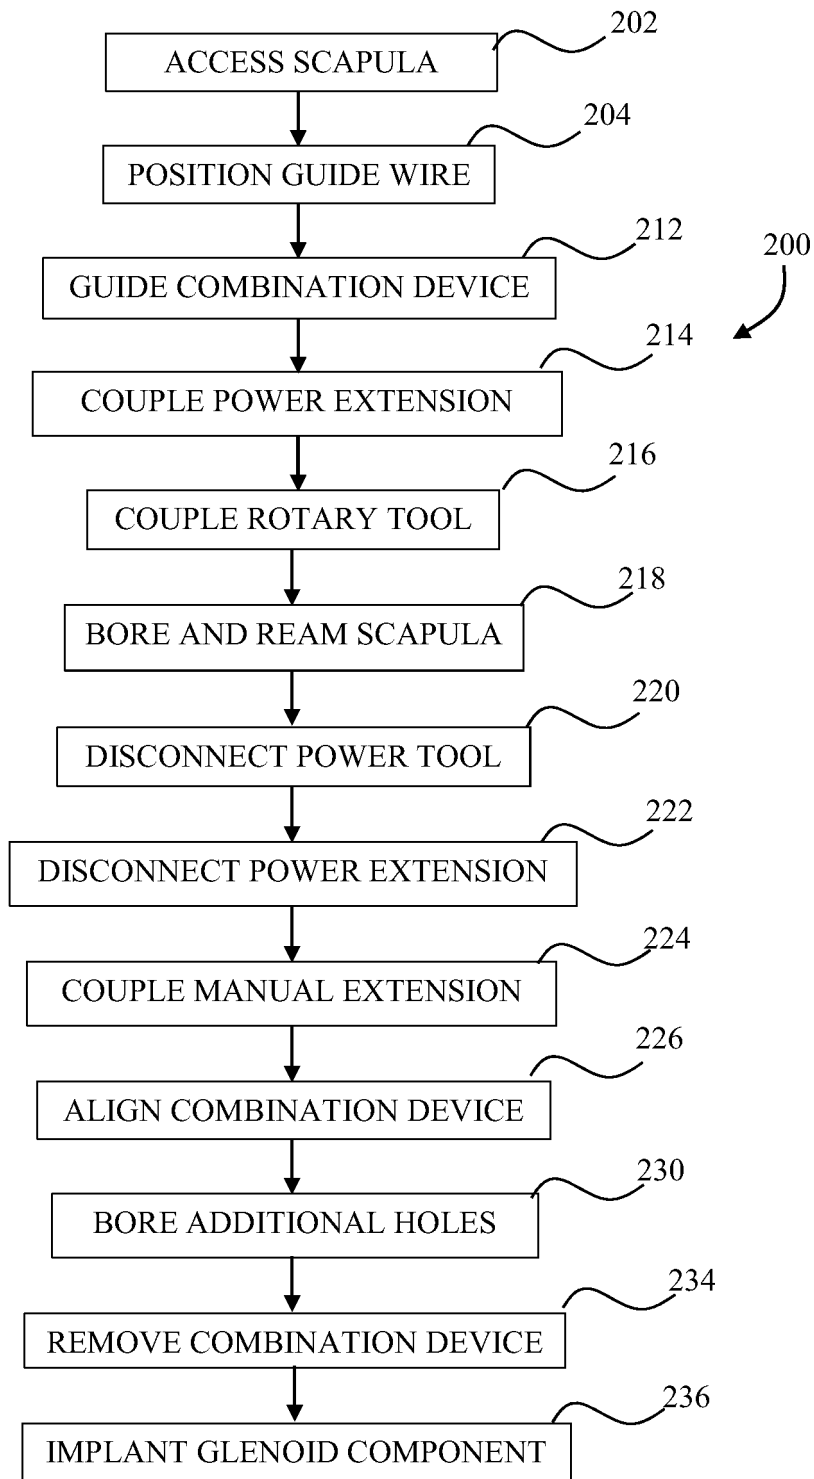 202
ACCESS SCAPULA
204
POSITION GUIDE WIRE
212
200
GUIDE COMBINATION DEVICE
214
COUPLE POWER EXTENSION
216
COUPLE ROTARY TOOL
218
BORE AND REAM SCAPULA
220
DISCONNECT POWER TOOL
222
DISCONNECT POWER EXTENSION
224
COUPLE MANUAL EXTENSION
226
ALIGN COMBINATION DEVICE
230
BORE ADDITIONAL HOLES
234
REMOVE COMBINATION DEVICE
236
IMPLANT GLENOID COMPONENT